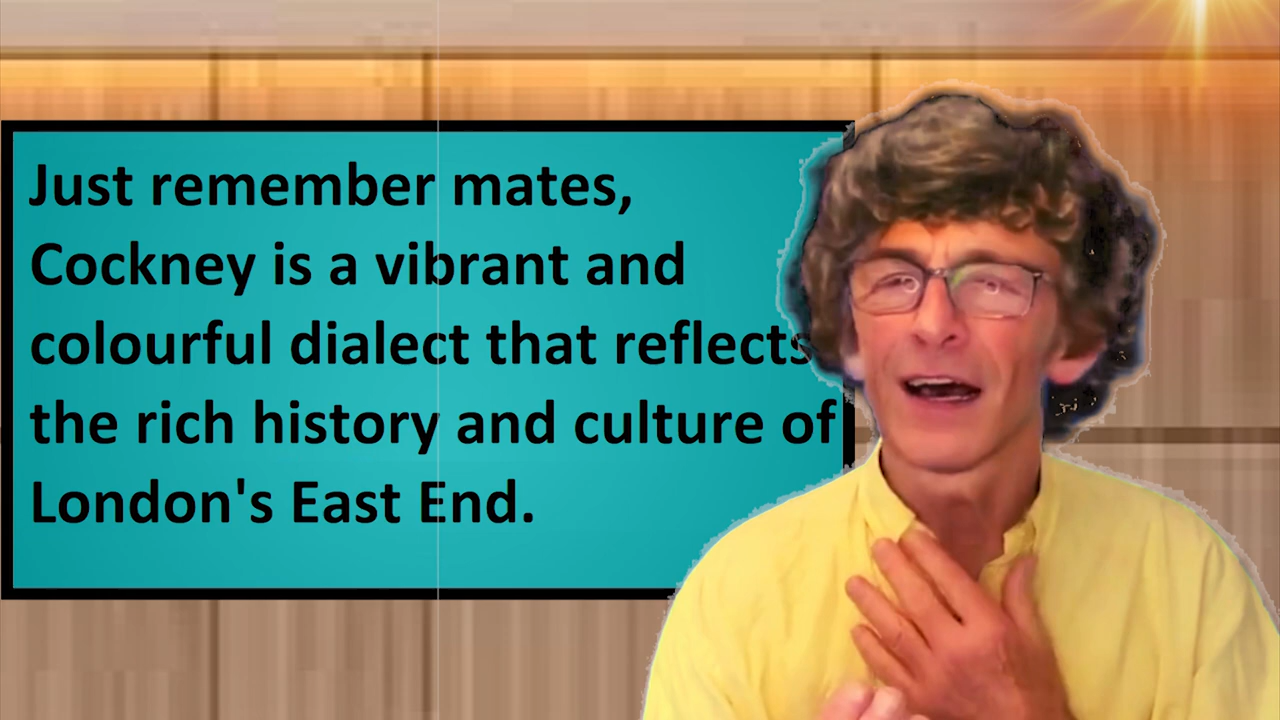 Just remember mates,
Cockney is a vibrant and
colourful dialect that reflects
the rich history and culture of
London's East End.